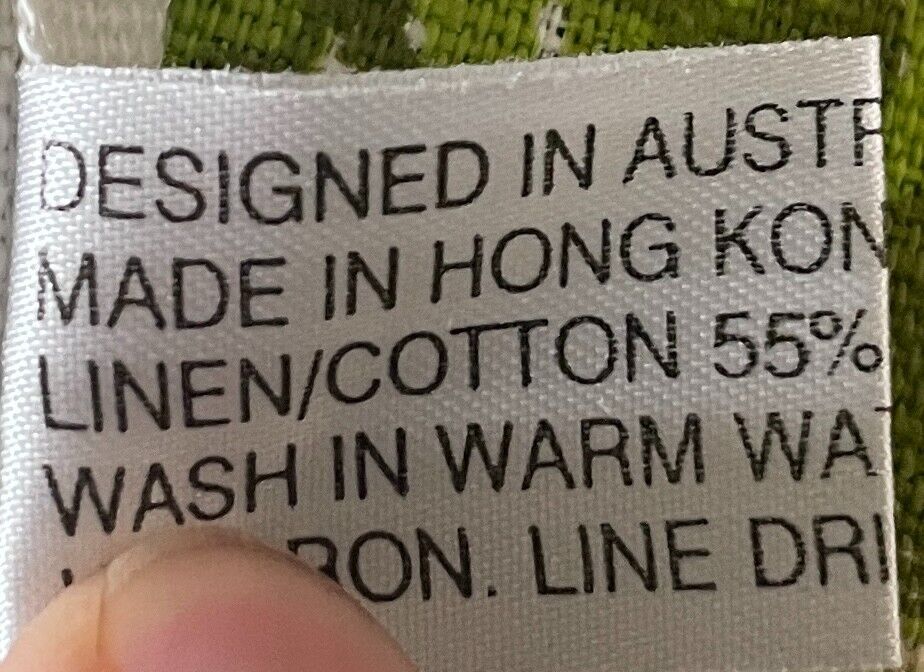 DESIGNED IN AUSTR
MADE IN HONG KON
LINEN/COTTON 55%
WASH IN WARM WA
RON. LINE DRI